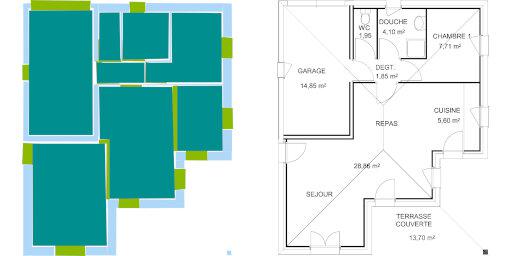 DOUCHE
4,10 m²
WC
1,95
CHAMBRE 1
7,71 m²
DEGT.
1,85 m²
GARAGE
14,85 m²
CUISINE
5,60 m²
REPAS
28,86 m²
SEJOUR
TERRASSE
COUVERTE
13,70 m²